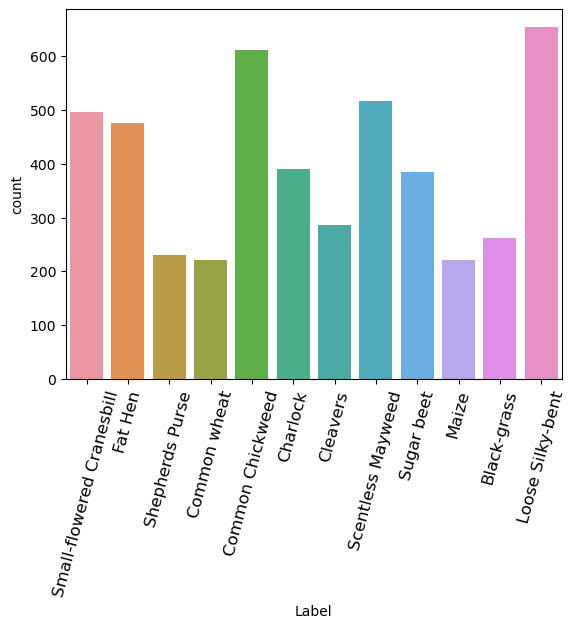 600
500
400
300
200
100
0
count
Small-flowered Cranesbill
Fat Hen
Shepherds Purse
Common wheat
Common Chickweed
Charlock
Cleavers
Scentless Mayweed
Sugar beet
Maize
Black-grass
Loose Silky-bent
Label